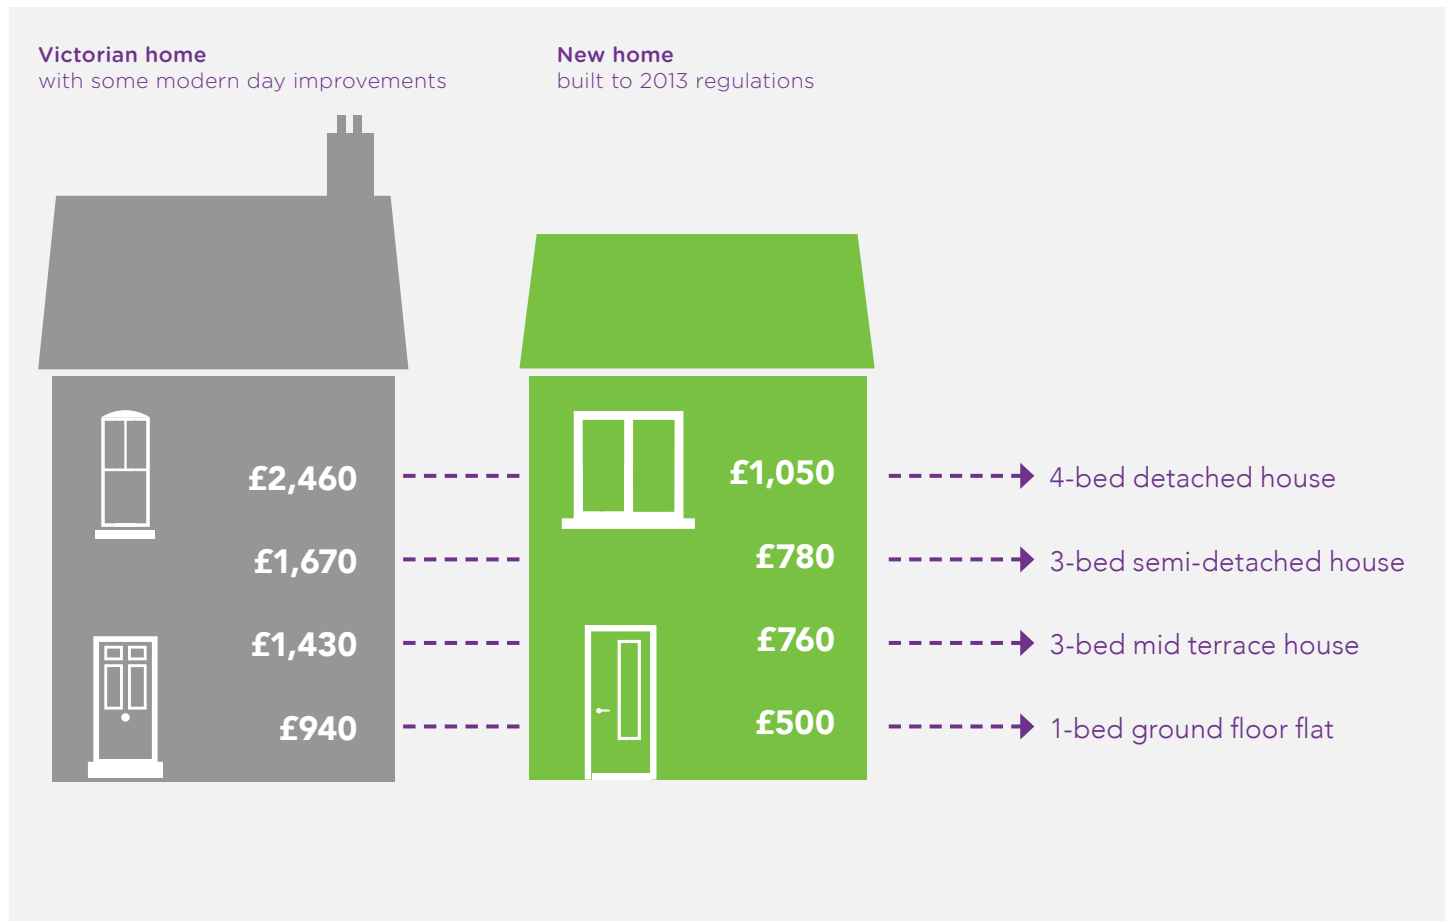 Victorian home
with some modern day improvements
New home
built to 2013 regulations
£2,460 £1,050 4-bed detached house
£1,670 £780 3-bed semi-detached house
£1,430 £760 3-bed mid terrace house
£940 £500 1-bed ground floor flat